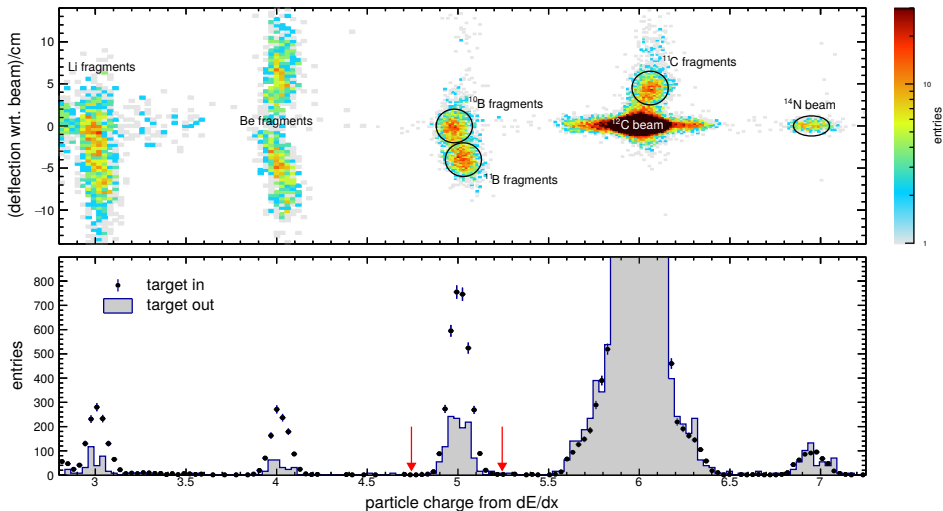 (deflection wrt. beam)/cm
10
5
0
−5
−10
Li fragments
Be fragments
¹⁰B fragments
¹¹B fragments
¹¹C fragments
¹²C beam
¹⁴N beam
10
1
entries
entries
800
700
600
500
400
300
200
100
0
target in
target out
3
3.5
4
4.5
5
5.5
6
6.5
7
particle charge from dE/dx